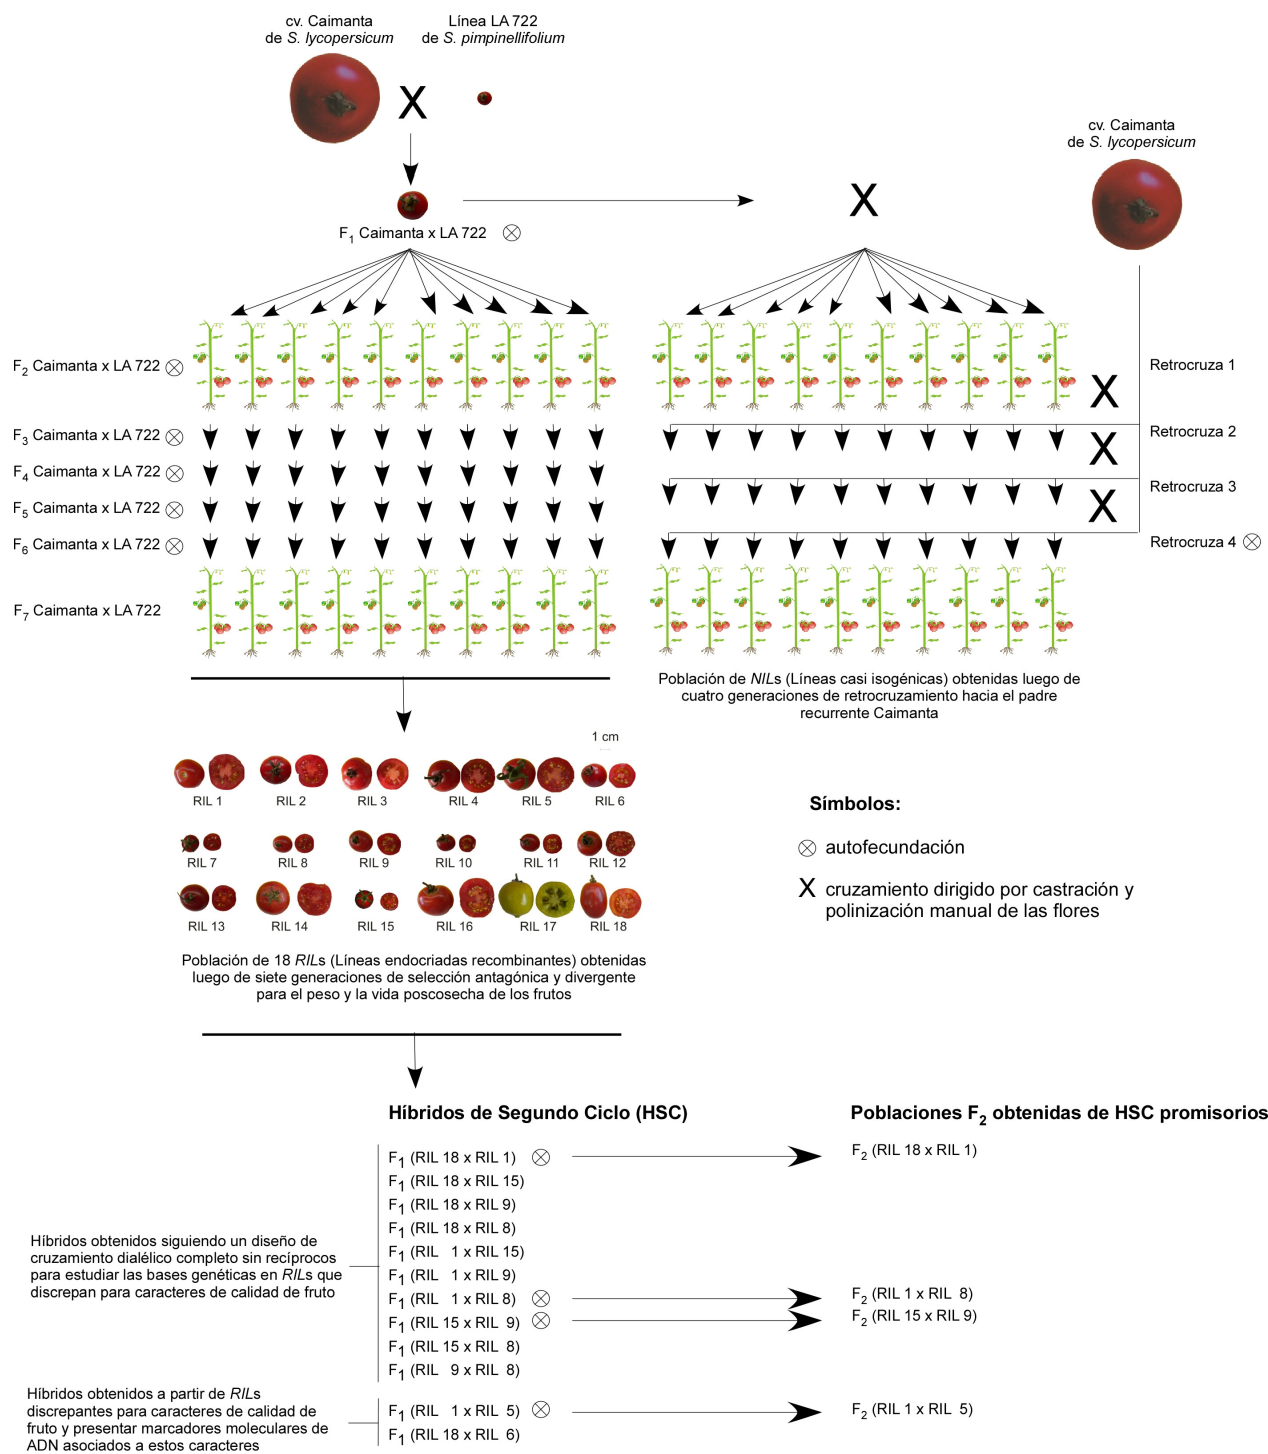 cv. Caimanta
de S. lycopersicum
Línea LA 722
de S. pimpinellifolium
cv. Caimanta
de S. lycopersicum
F1 Caimanta x LA 722
F2 Caimanta x LA 722
F3 Caimanta x LA 722
F4 Caimanta x LA 722
F5 Caimanta x LA 722
F6 Caimanta x LA 722
F7 Caimanta x LA 722
Retrocruza 1
Retrocruza 2
Retrocruza 3
Retrocruza 4
Población de NILs (Líneas casi isogénicas) obtenidas luego de
cuatro generaciones de retrocruzamiento hacia el padre
recurrente Caimanta
1 cm
RIL 1 RIL 2 RIL 3 RIL 4 RIL 5 RIL 6
RIL 7 RIL 8 RIL 9 RIL 10 RIL 11 RIL 12
RIL 13 RIL 14 RIL 15 RIL 16 RIL 17 RIL 18
Población de 18 RILs (Líneas endocriadas recombinantes) obtenidas
luego de siete generaciones de selección antagónica y divergente
para el peso y la vida poscosecha de los frutos
Símbolos:
⊗ autofecundación
X cruzamiento dirigido por castración y
polinización manual de las flores
Híbridos de Segundo Ciclo (HSC)
Poblaciones F2 obtenidas de HSC promisorios
Híbridos obtenidos siguiendo un diseño de
cruzamiento dialélico completo sin recíprocos
para estudiar las bases genéticas en RILs que
discrepan para caracteres de calidad de fruto
F1 (RIL 18 x RIL 1)
F1 (RIL 18 x RIL 15)
F1 (RIL 18 x RIL 9)
F1 (RIL 18 x RIL 8)
F1 (RIL 1 x RIL 15)
F1 (RIL 1 x RIL 9)
F1 (RIL 1 x RIL 8)
F1 (RIL 15 x RIL 9)
F1 (RIL 15 x RIL 8)
F1 (RIL 9 x RIL 8)
F2 (RIL 18 x RIL 1)
F2 (RIL 1 x RIL 8)
F2 (RIL 15 x RIL 9)
Híbridos obtenidos a partir de RILs
discrepantes para caracteres de calidad de
fruto y presentar marcadores moleculares de
ADN asociados a estos caracteres
F1 (RIL 1 x RIL 5)
F1 (RIL 18 x RIL 6)
F2 (RIL 1 x RIL 5)